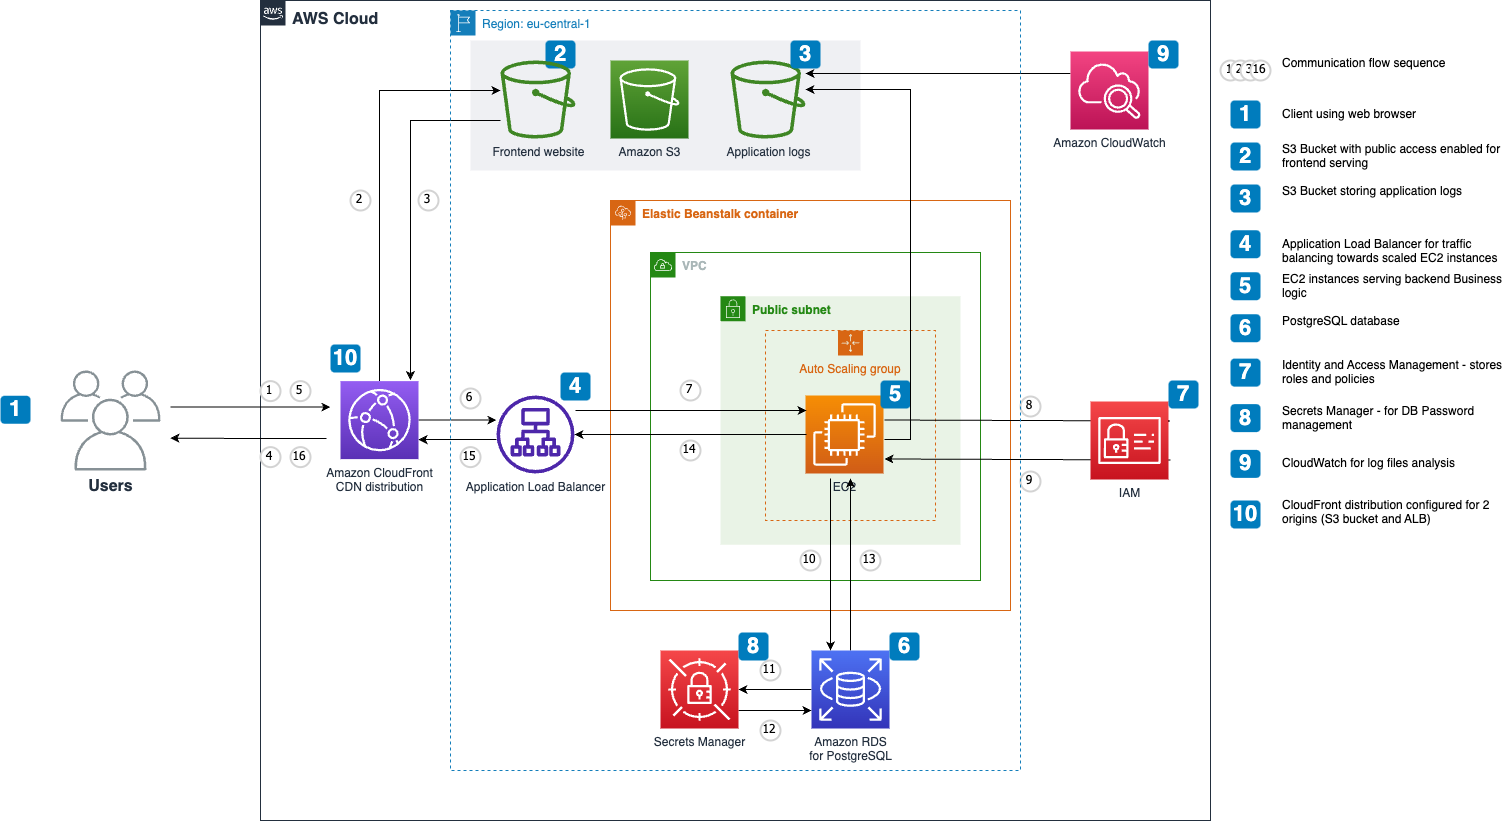 aws
AWS Cloud
Region: eu-central-1
2
3
9
Frontend website
Amazon S3
Application logs
Amazon CloudWatch
2
3
Elastic Beanstalk container
VPC
Public subnet
Auto Scaling group
10
4
5
7
1
1
5
6
7
8
4
16
15
14
9
Users
Amazon CloudFront
CDN distribution
Application Load Balancer
EC2
IAM
10
13
8
6
11
12
Secrets Manager
Amazon RDS
for PostgreSQL
1 2 3 16
Communication flow sequence
1
Client using web browser
2
S3 Bucket with public access enabled for
frontend serving
3
S3 Bucket storing application logs
4
Application Load Balancer for traffic
balancing towards scaled EC2 instances
5
EC2 instances serving backend Business
logic
6
PostgreSQL database
7
Identity and Access Management - stores
roles and policies
8
Secrets Manager - for DB Password
management
9
CloudWatch for log files analysis
10
CloudFront distribution configured for 2
origins (S3 bucket and ALB)